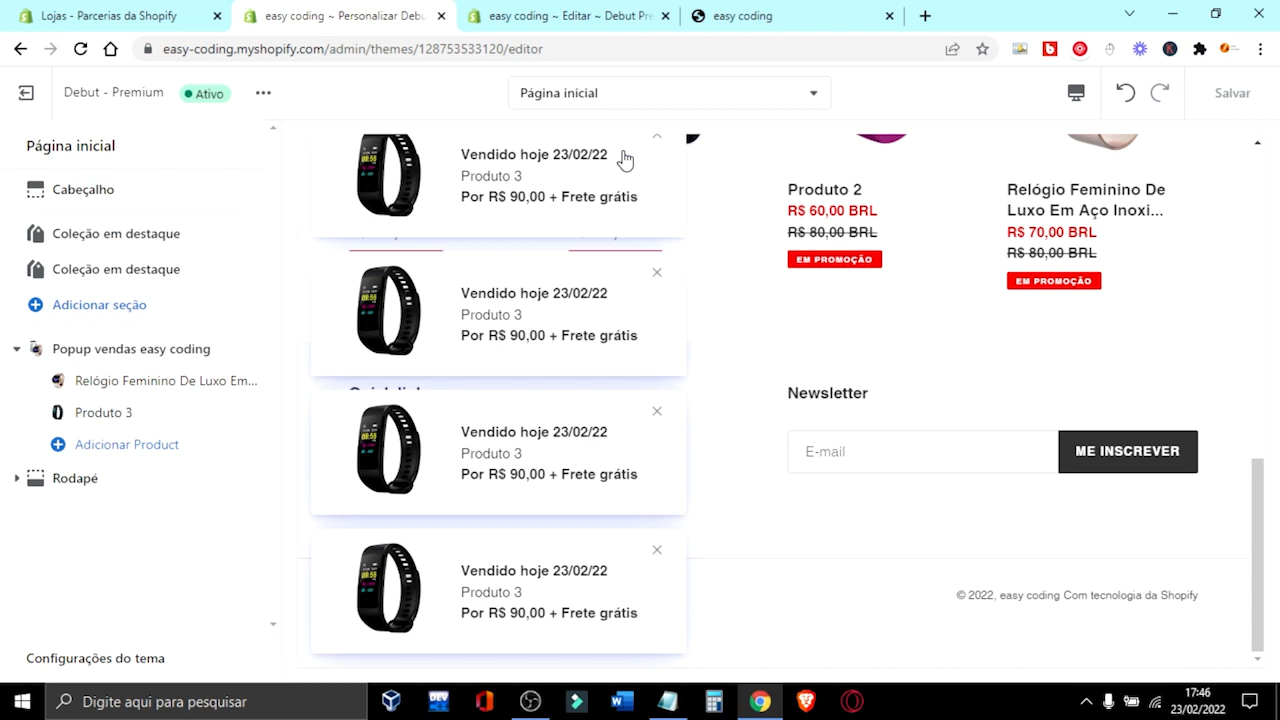 Lojas - Parcerias da Shopify
easy coding ~ Personalizar Debu
easy coding ~ Editar ~ Debut Pre
easy coding
easy-coding.myshopify.com/admin/themes/128753533120/editor
Debut - Premium
Ativo
Página inicial
Salvar
Página inicial
Cabeçalho
Coleção em destaque
Coleção em destaque
Adicionar seção
Popup vendas easy coding
Relógio Feminino De Luxo Em...
Produto 3
Adicionar Product
Rodapé
Configurações do tema
Vendido hoje 23/02/22
Produto 3
Por R$ 90,00 + Frete grátis
Vendido hoje 23/02/22
Produto 3
Por R$ 90,00 + Frete grátis
Vendido hoje 23/02/22
Produto 3
Por R$ 90,00 + Frete grátis
Vendido hoje 23/02/22
Produto 3
Por R$ 90,00 + Frete grátis
Produto 2
R$ 60,00 BRL
R$ 80,00 BRL
EM PROMOÇÃO
Relógio Feminino De
Luxo Em Aço Inoxi...
R$ 70,00 BRL
R$ 80,00 BRL
EM PROMOÇÃO
Newsletter
E-mail
ME INSCREVER
© 2022, easy coding Com tecnologia da Shopify
Digite aqui para pesquisar
DEV
17:46
23/02/2022